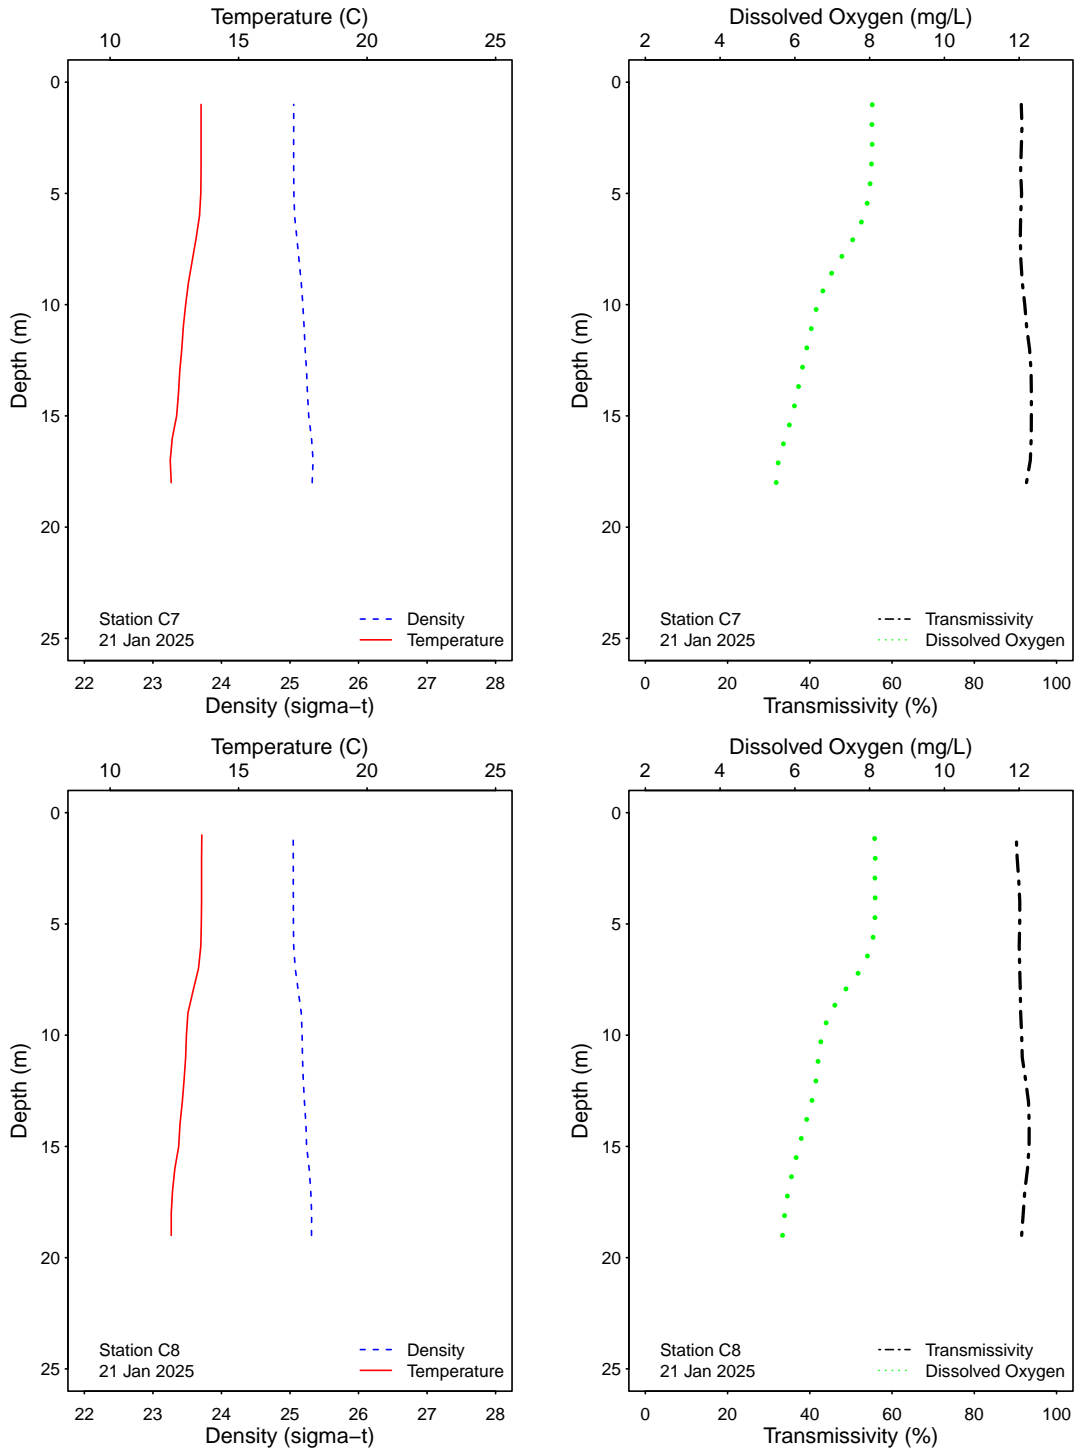 Temperature (C)
10 15 20 25
0
5
10
15
20
25
Depth (m)
Station C7
21 Jan 2025
Density
Temperature
22 23 24 25 26 27 28
Density (sigma−t)
Dissolved Oxygen (mg/L)
2 4 6 8 10 12
0
5
10
15
20
25
Depth (m)
Station C7
21 Jan 2025
Transmissivity
Dissolved Oxygen
0 20 40 60 80 100
Transmissivity (%)
Temperature (C)
10 15 20 25
0
5
10
15
20
25
Depth (m)
Station C8
21 Jan 2025
Density
Temperature
22 23 24 25 26 27 28
Density (sigma−t)
Dissolved Oxygen (mg/L)
2 4 6 8 10 12
0
5
10
15
20
25
Depth (m)
Station C8
21 Jan 2025
Transmissivity
Dissolved Oxygen
0 20 40 60 80 100
Transmissivity (%)